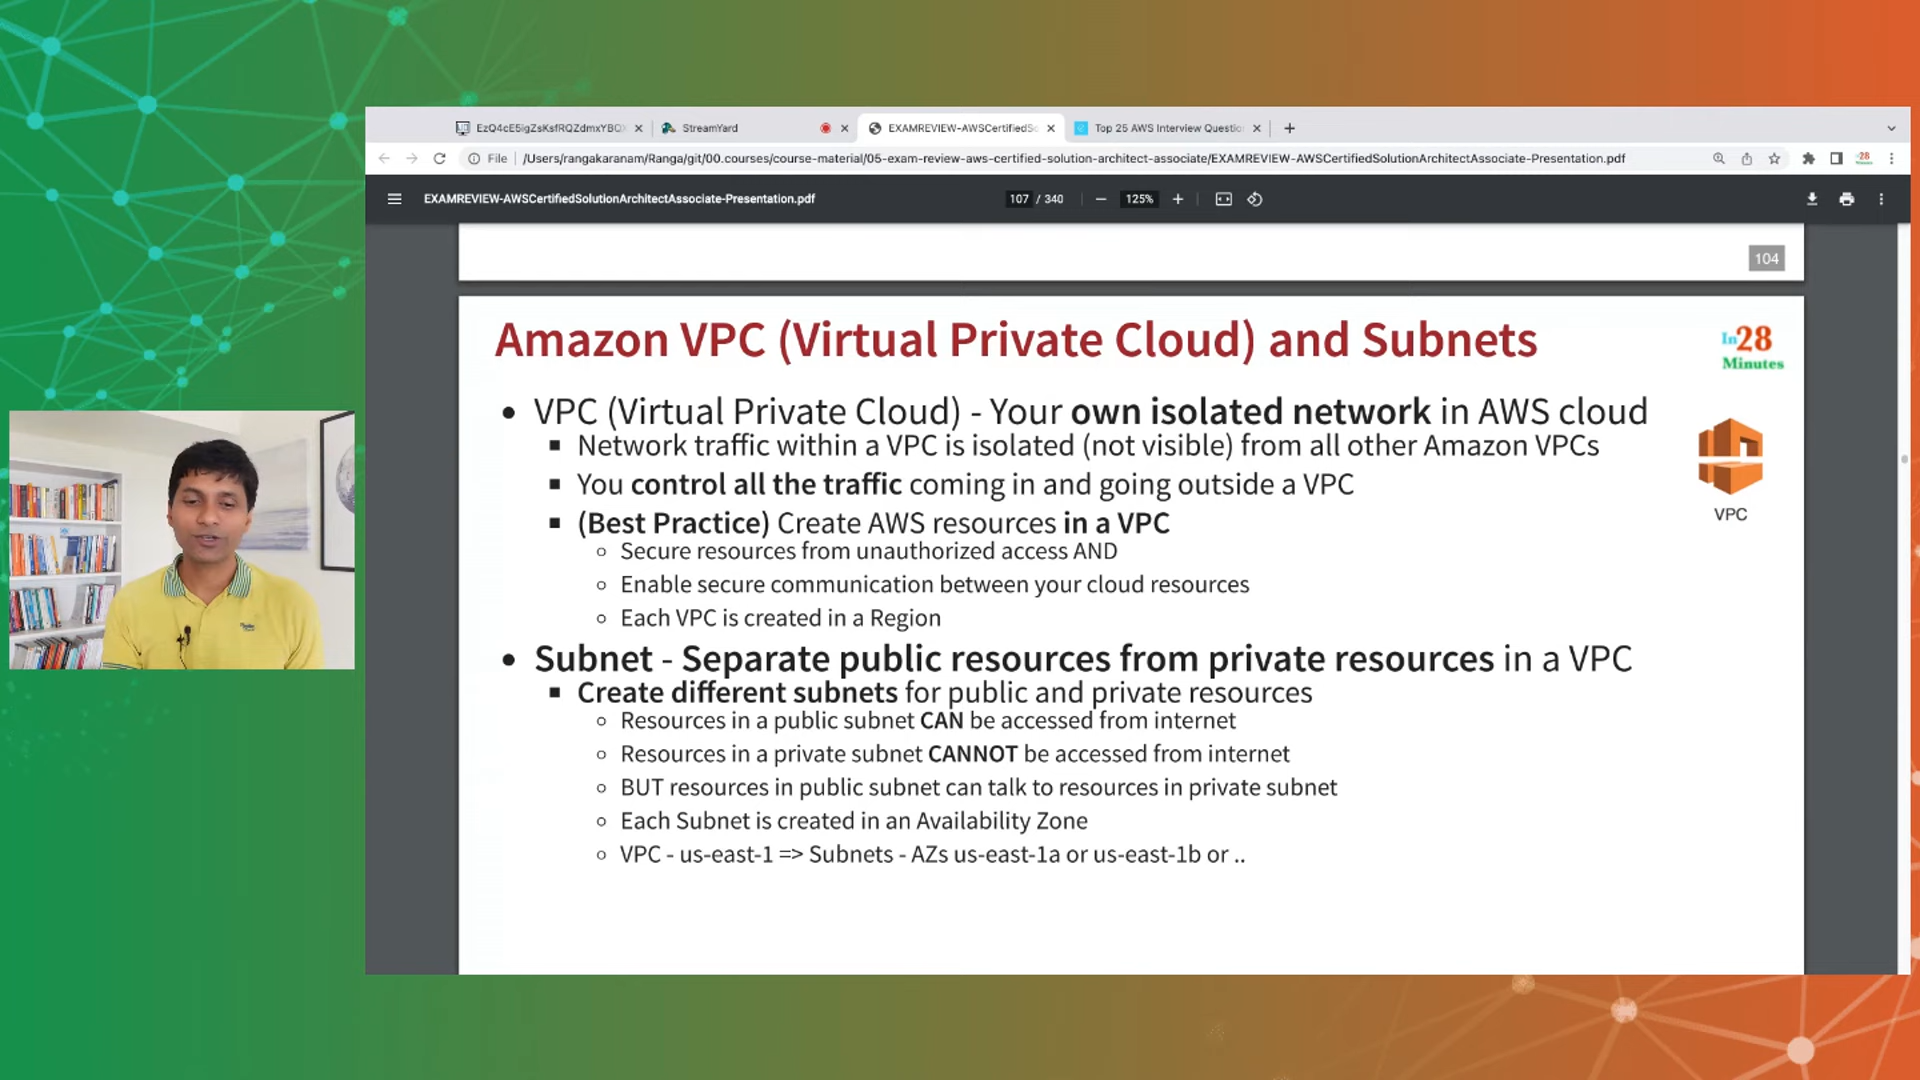 EzQ4cE5igZsKsfRQZdmxYBQ
StreamYard
EXAMREVIEW-AWSCertifiedSo
Top 25 AWS Interview Questio
File
/Users/rangakaranam/Ranga/git/00.courses/course-material/05-exam-review-aws-certified-solution-architect-associate/EXAMREVIEW-AWSCertifiedSolutionArchitectAssociate-Presentation.pdf
EXAMREVIEW-AWSCertifiedSolutionArchitectAssociate-Presentation.pdf
107 / 340
125%
104
Amazon VPC (Virtual Private Cloud) and Subnets
In28
Minutes
• VPC (Virtual Private Cloud) - Your own isolated network in AWS cloud
▪ Network traffic within a VPC is isolated (not visible) from all other Amazon VPCs
▪ You control all the traffic coming in and going outside a VPC
▪ (Best Practice) Create AWS resources in a VPC
VPC
◦ Secure resources from unauthorized access AND
◦ Enable secure communication between your cloud resources
◦ Each VPC is created in a Region
• Subnet - Separate public resources from private resources in a VPC
▪ Create different subnets for public and private resources
◦ Resources in a public subnet CAN be accessed from internet
◦ Resources in a private subnet CANNOT be accessed from internet
◦ BUT resources in public subnet can talk to resources in private subnet
◦ Each Subnet is created in an Availability Zone
◦ VPC - us-east-1 => Subnets - AZs us-east-1a or us-east-1b or ..